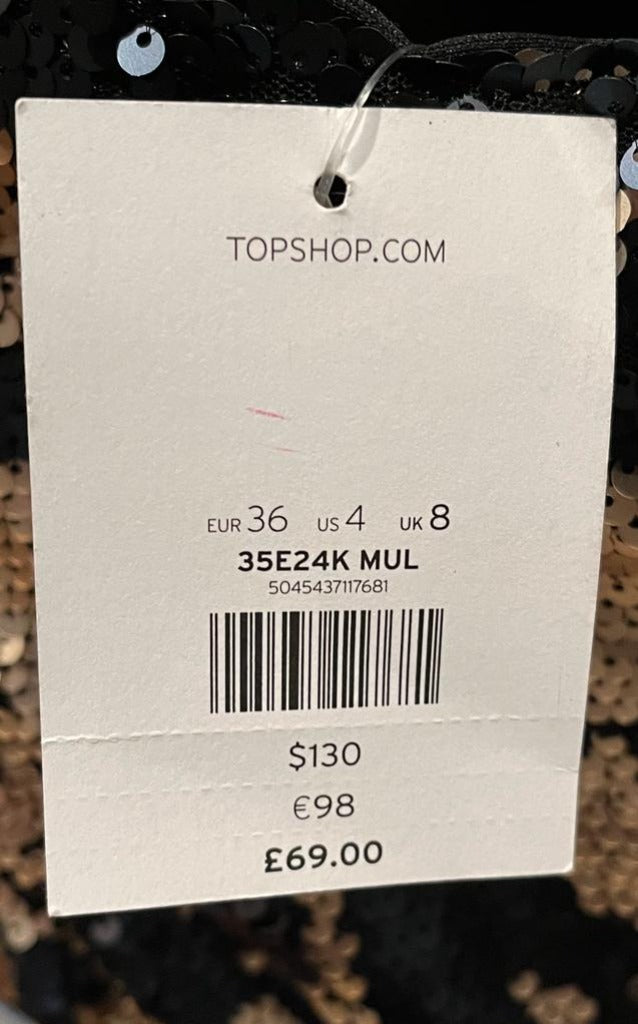 TOPSHOP.COM
EUR 36 US 4 UK 8
35E24K MUL
5045437117681
$130
€98
£69.00